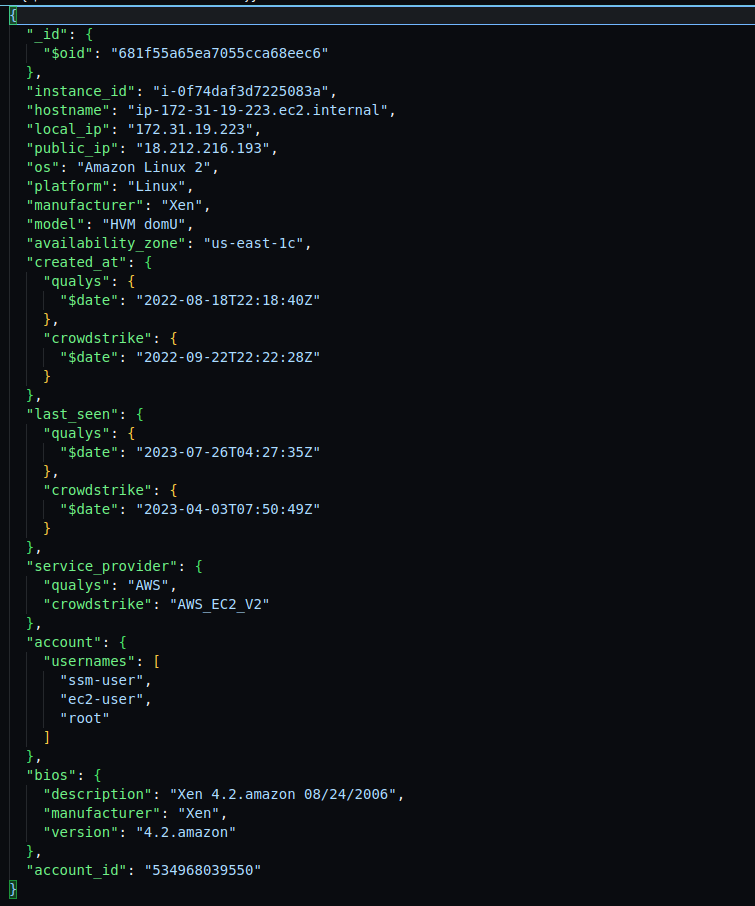 {
  "_id": {
    "$oid": "681f55a65ea7055cca68eec6"
  },
  "instance_id": "i-0f74daf3d7225083a",
  "hostname": "ip-172-31-19-223.ec2.internal",
  "local_ip": "172.31.19.223",
  "public_ip": "18.212.216.193",
  "os": "Amazon Linux 2",
  "platform": "Linux",
  "manufacturer": "Xen",
  "model": "HVM domU",
  "availability_zone": "us-east-1c",
  "created_at": {
    "qualys": {
      "$date": "2022-08-18T22:18:40Z"
    },
    "crowdstrike": {
      "$date": "2022-09-22T22:22:28Z"
    }
  },
  "last_seen": {
    "qualys": {
      "$date": "2023-07-26T04:27:35Z"
    },
    "crowdstrike": {
      "$date": "2023-04-03T07:50:49Z"
    }
  },
  "service_provider": {
    "qualys": "AWS",
    "crowdstrike": "AWS_EC2_V2"
  },
  "account": {
    "usernames": [
      "ssm-user",
      "ec2-user",
      "root"
    ]
  },
  "bios": {
    "description": "Xen 4.2.amazon 08/24/2006",
    "manufacturer": "Xen",
    "version": "4.2.amazon"
  },
  "account_id": "534968039550"
}